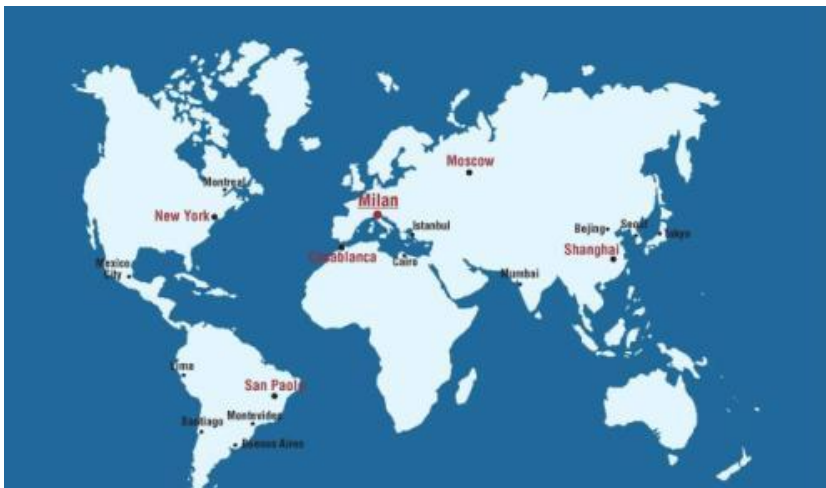 Moscow
Montreal
Milan
New York
Istanbul
Bejing
Seoul
Tokyo
Shanghai
Casablanca
Cairo
Mexico
City
Mumbai
Lima
San Paolo
Santiago
Montevideo
Buenos Aires